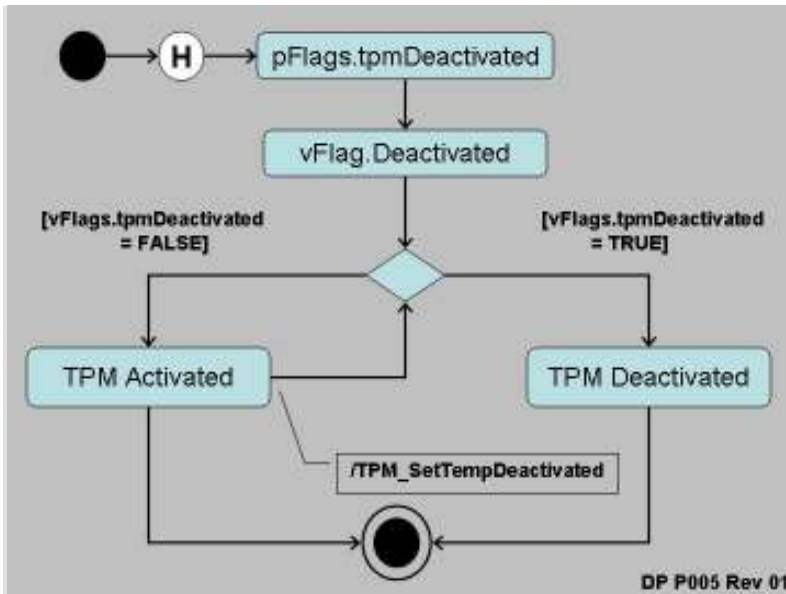 H
pFlags.tpmDeactivated
vFlag.Deactivated
[vFlags.tpmDeactivated
= FALSE]
[vFlags.tpmDeactivated
= TRUE]
TPM Activated
TPM Deactivated
/TPM_SetTempDeactivated
DP P005 Rev 01